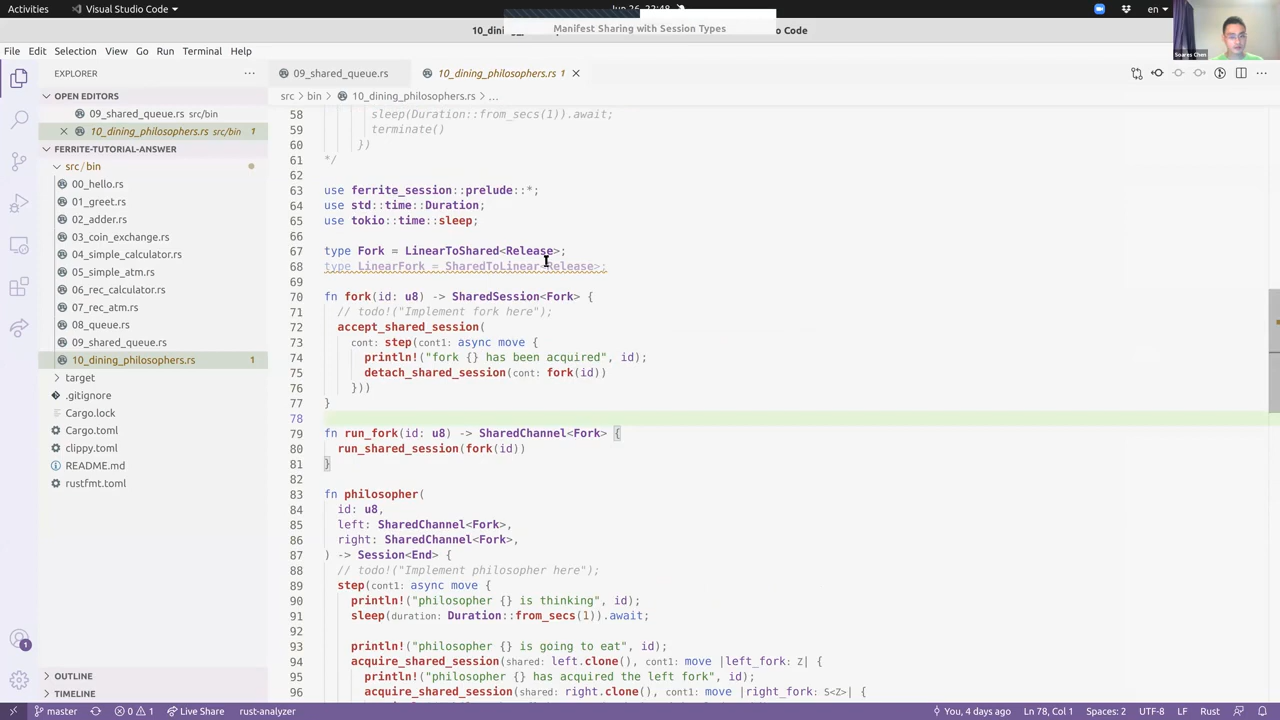 Activities
Visual Studio Code
Jun 26 22:48
en
10_din
Manifest Sharing with Session Types
o Code
File Edit Selection View Go Run Terminal Help
Soares Chen
EXPLORER
OPEN EDITORS
09_shared_queue.rs src/bin
10_dining_philosophers.rs src/bin 1
FERRITE-TUTORIAL-ANSWER
src/bin
00_hello.rs
01_greet.rs
02_adder.rs
03_coin_exchange.rs
04_simple_calculator.rs
05_simple_atm.rs
06_rec_calculator.rs
07_rec_atm.rs
08_queue.rs
09_shared_queue.rs
10_dining_philosophers.rs 1
target
.gitignore
Cargo.lock
Cargo.toml
clippy.toml
README.md
rustfmt.toml
OUTLINE
TIMELINE
09_shared_queue.rs
10_dining_philosophers.rs 1
src > bin > 10_dining_philosophers.rs > ...
58 sleep(Duration::from_secs(1)).await;
59 terminate()
60 })
61 */
62
63 use ferrite_session::prelude::*;
64 use std::time::Duration;
65 use tokio::time::sleep;
66
67 type Fork = LinearToShared<Release>;
68 type LinearFork = SharedToLinear<Release>;
69
70 fn fork(id: u8) -> SharedSession<Fork> {
71 // todo!("Implement fork here");
72 accept_shared_session(
73 cont: step(cont1: async move {
74 println!("fork {} has been acquired", id);
75 detach_shared_session(cont: fork(id))
76 }))
77 }
78
79 fn run_fork(id: u8) -> SharedChannel<Fork> {
80 run_shared_session(fork(id))
81 }
82
83 fn philosopher(
84 id: u8,
85 left: SharedChannel<Fork>,
86 right: SharedChannel<Fork>,
87 ) -> Session<End> {
88 // todo!("Implement philosopher here");
89 step(cont1: async move {
90 println!("philosopher {} is thinking", id);
91 sleep(duration: Duration::from_secs(1)).await;
92
93 println!("philosopher {} is going to eat", id);
94 acquire_shared_session(shared: left.clone(), cont1: move |left_fork: Z| {
95 println!("philosopher {} has acquired the left fork", id);
96 acquire_shared_session(shared: right.clone(), cont1: move |right_fork: S<Z>| {
1
master 0 1 Live Share rust-analyzer
You, 4 days ago Ln 78, Col 1 Spaces: 2 UTF-8 LF Rust